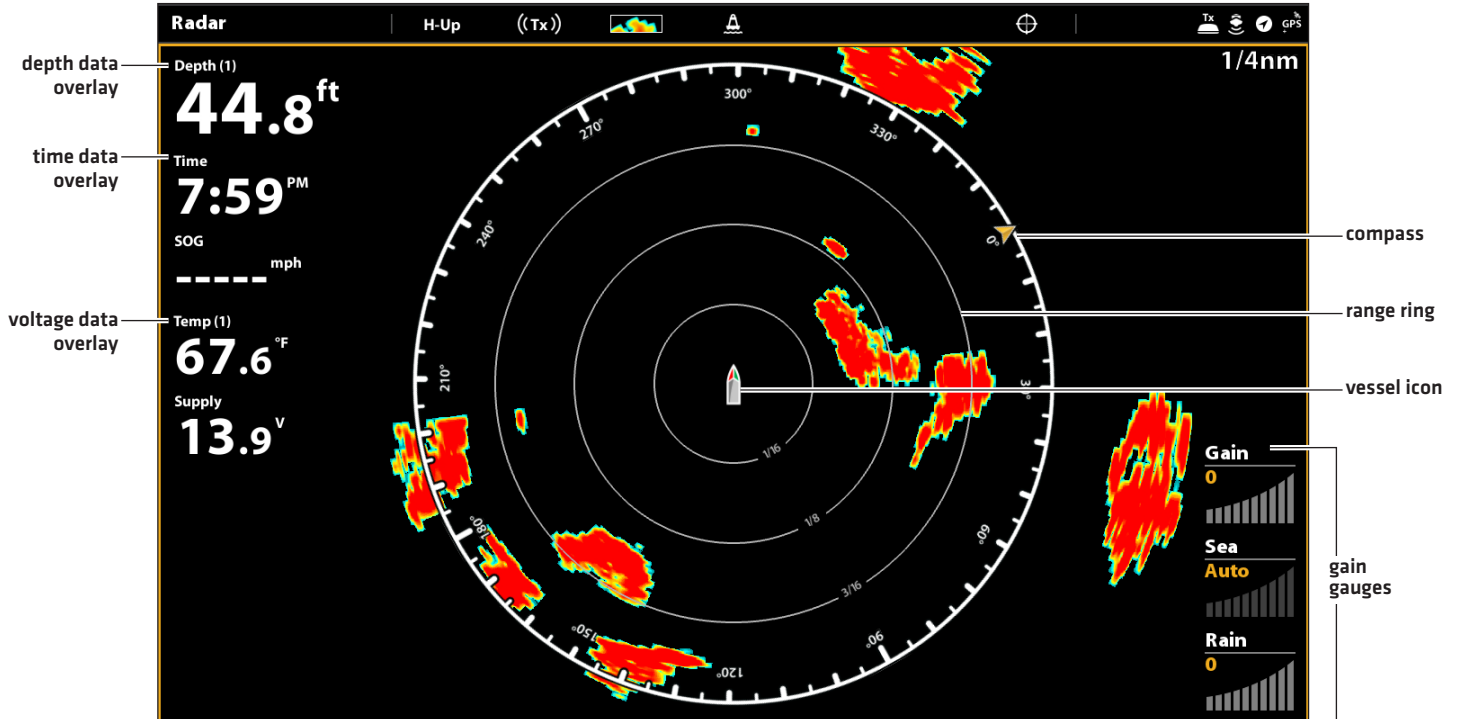 Radar
H-Up
((Tx))
Tx
GPS
1/4nm
depth data
overlay
Depth (1)
44.8 ft
time data
overlay
Time
7:59 PM
SOG
----- mph
voltage data
overlay
Temp (1)
67.6 °F
Supply
13.9 V
300°
330°
0°
30°
60°
90°
120°
150°
180°
210°
240°
270°
1/16
1/8
3/16
compass
range ring
vessel icon
Gain
0
Sea
Auto
Rain
0
gain
gauges